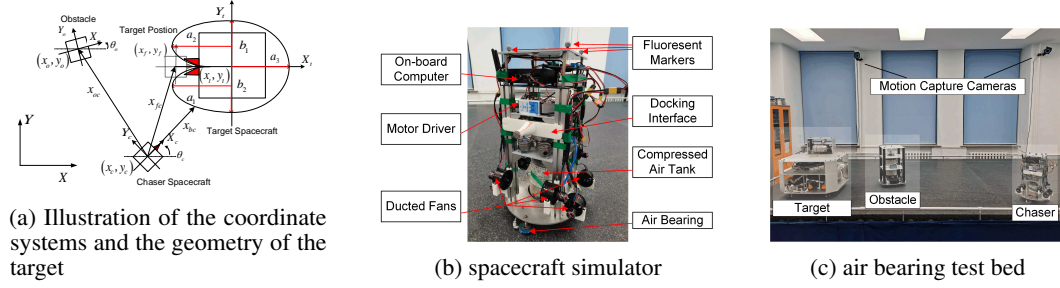 Obstacle
Y_o
X_o
θ_o
(x_o, y_o)
x_oc
Target Postion
(x_f, y_f)
Y_t
a_2
b_1
a_3
X_t
(x_t, y_t)
b_2
a_1
x_fc
x_bc
Target Spacecraft
Y
X
Y_c
X_c
θ_c
(x_c, y_c)
Chaser Spacecraft
(a) Illustration of the coordinate
systems and the geometry of the
target
On-board
Computer
Motor Driver
Ducted Fans
Fluoresent
Markers
Docking
Interface
Compressed
Air Tank
Air Bearing
(b) spacecraft simulator
Motion Capture Cameras
Target
Obstacle
Chaser
(c) air bearing test bed